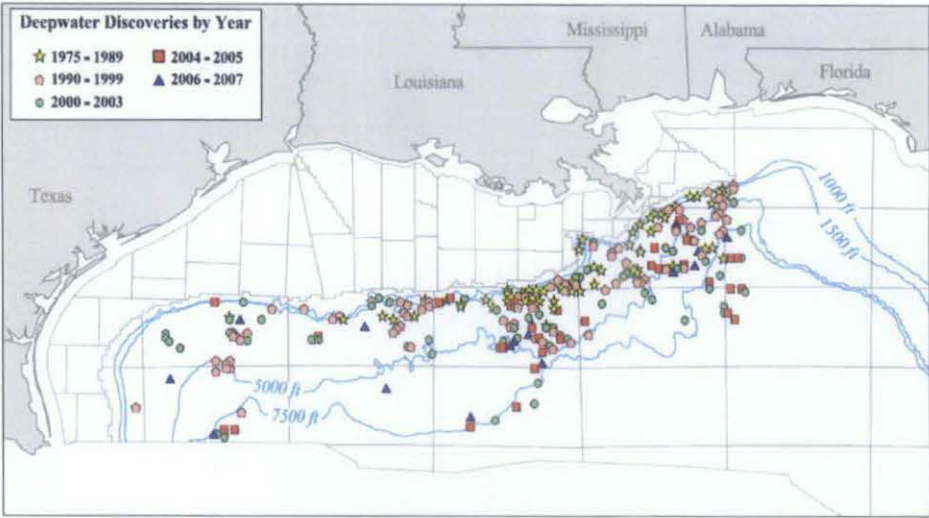 Deepwater Discoveries by Year
1975 - 1989
1990 - 1999
2000 - 2003
2004 - 2005
2006 - 2007
Mississippi
Alabama
Florida
Louisiana
Texas
1000 ft
1500 ft
5000 ft
7500 ft